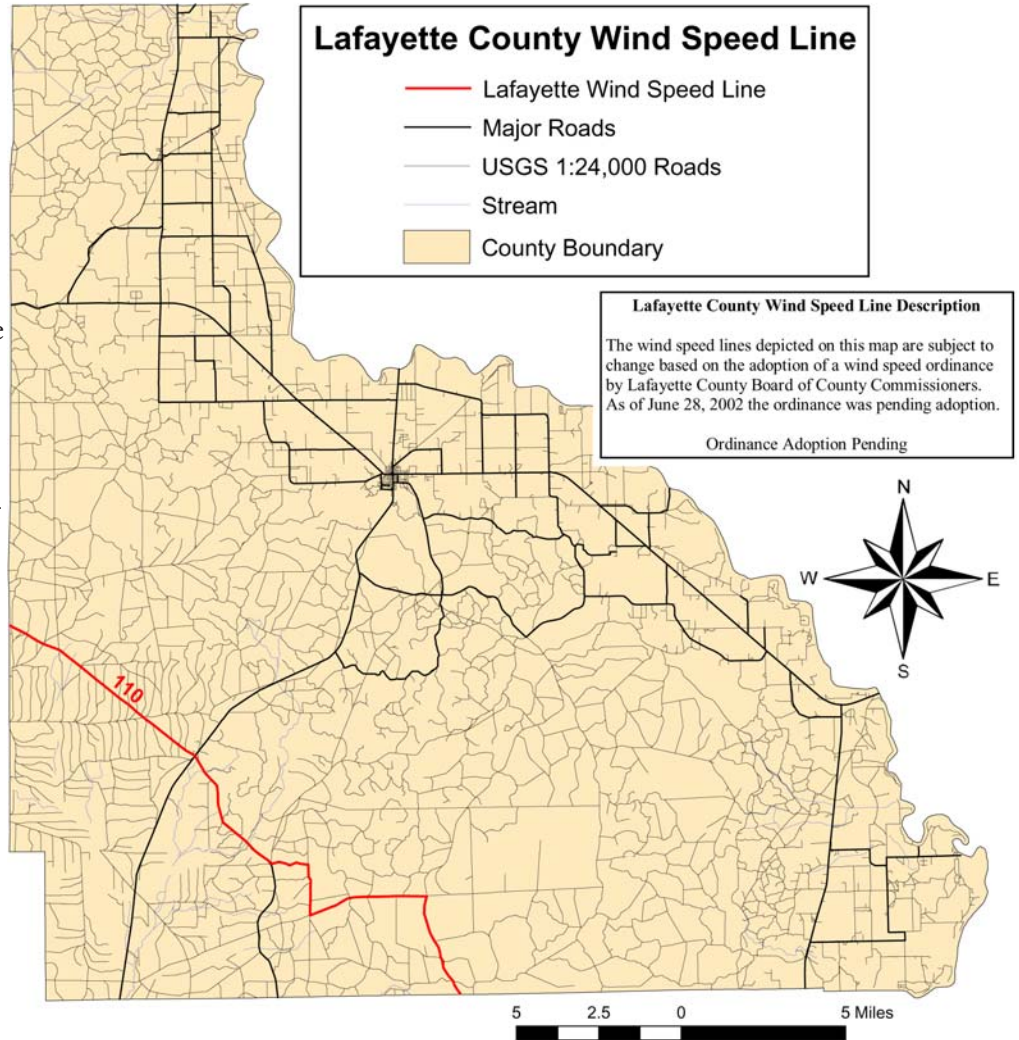 Lafayette County Wind Speed Line
Lafayette Wind Speed Line
Major Roads
USGS 1:24,000 Roads
Stream
County Boundary
Lafayette County Wind Speed Line Description
The wind speed lines depicted on this map are subject to
change based on the adoption of a wind speed ordinance
by Lafayette County Board of County Commissioners.
As of June 28, 2002 the ordinance was pending adoption.
Ordinance Adoption Pending
e
N
W
E
S
110
5 2.5 0 5 Miles